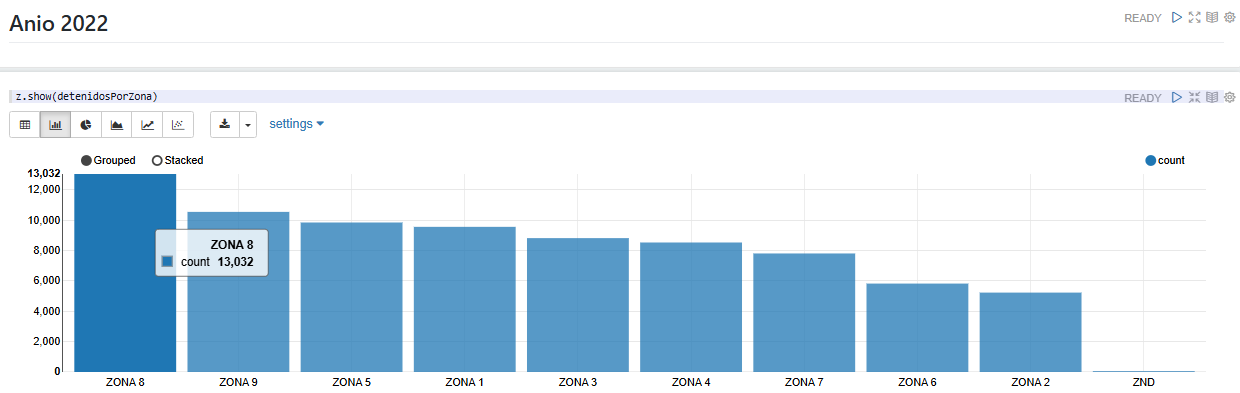 Anio 2022
READY
z.show(detenidosPorZona)
READY
settings
Grouped Stacked count
13,032
12,000
10,000
8,000
6,000
4,000
2,000
0
ZONA 8
count 13,032
ZONA 8 ZONA 9 ZONA 5 ZONA 1 ZONA 3 ZONA 4 ZONA 7 ZONA 6 ZONA 2 ZND